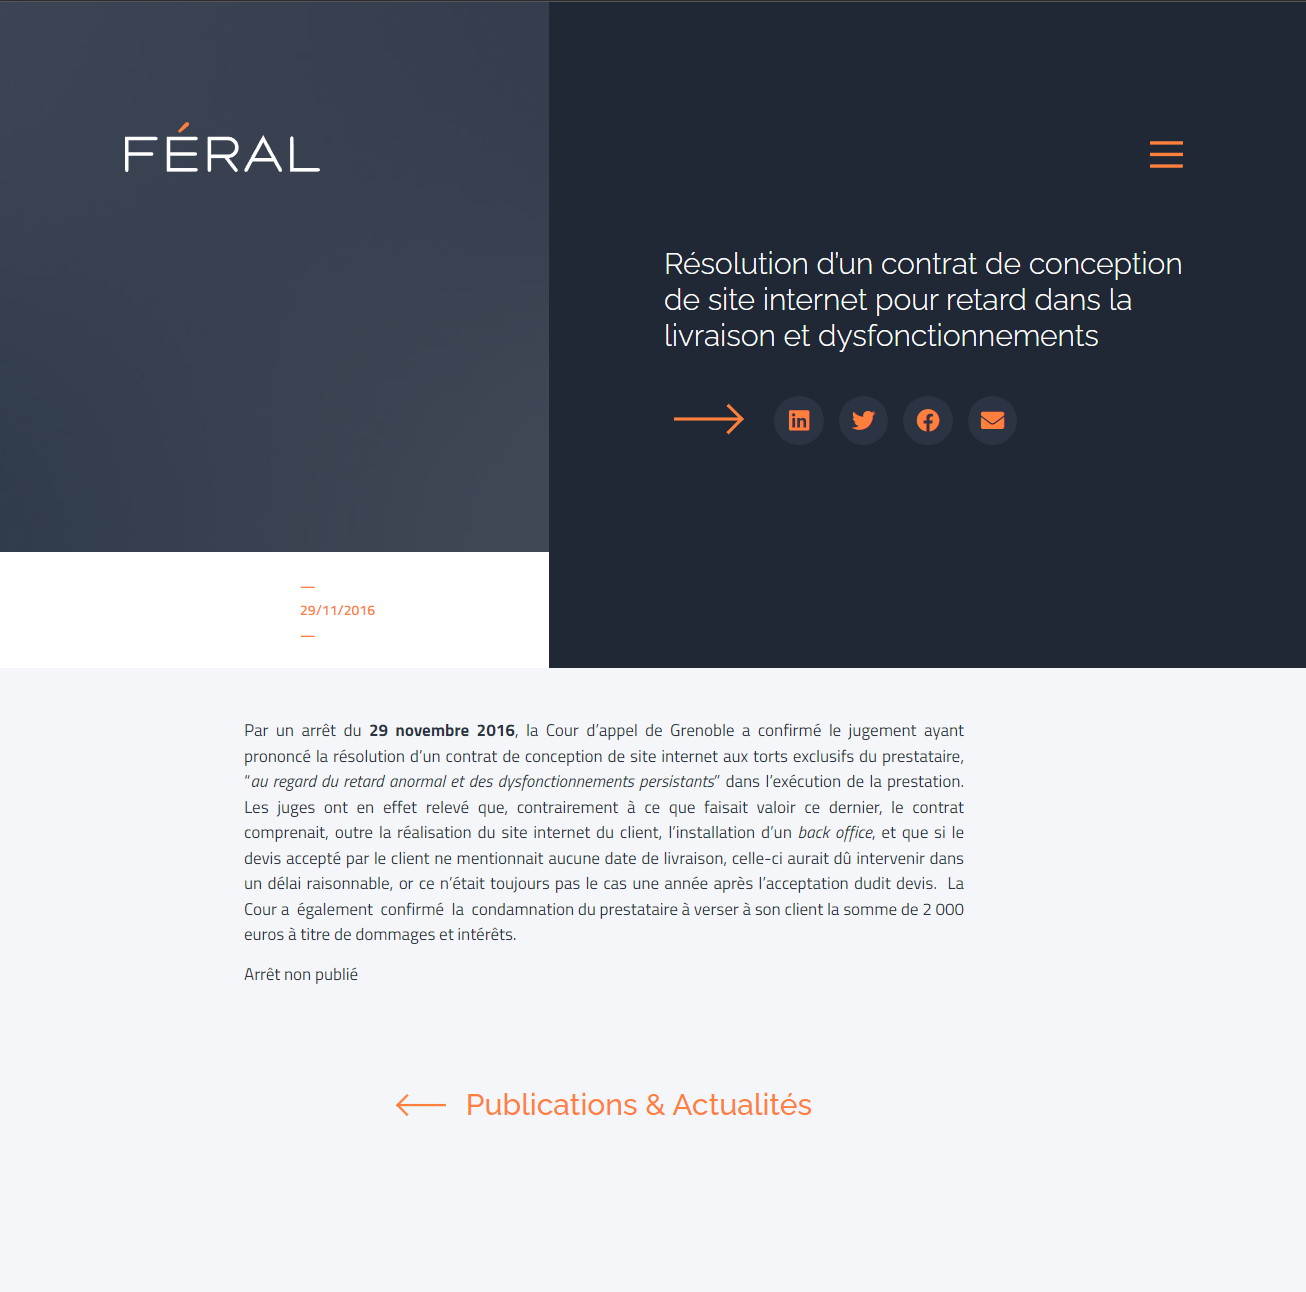 FÉRAL
Résolution d’un contrat de conception
de site internet pour retard dans la
livraison et dysfonctionnements
—
29/11/2016
—
Par un arrêt du 29 novembre 2016, la Cour d’appel de Grenoble a confirmé le jugement ayant
prononcé la résolution d’un contrat de conception de site internet aux torts exclusifs du prestataire,
“au regard du retard anormal et des dysfonctionnements persistants” dans l’exécution de la prestation.
Les juges ont en effet relevé que, contrairement à ce que faisait valoir ce dernier, le contrat
comprenait, outre la réalisation du site internet du client, l’installation d’un back office, et que si le
devis accepté par le client ne mentionnait aucune date de livraison, celle-ci aurait dû intervenir dans
un délai raisonnable, or ce n’était toujours pas le cas une année après l’acceptation dudit devis. La
Cour a également confirmé la condamnation du prestataire à verser à son client la somme de 2 000
euros à titre de dommages et intérêts.
Arrêt non publié
Publications & Actualités